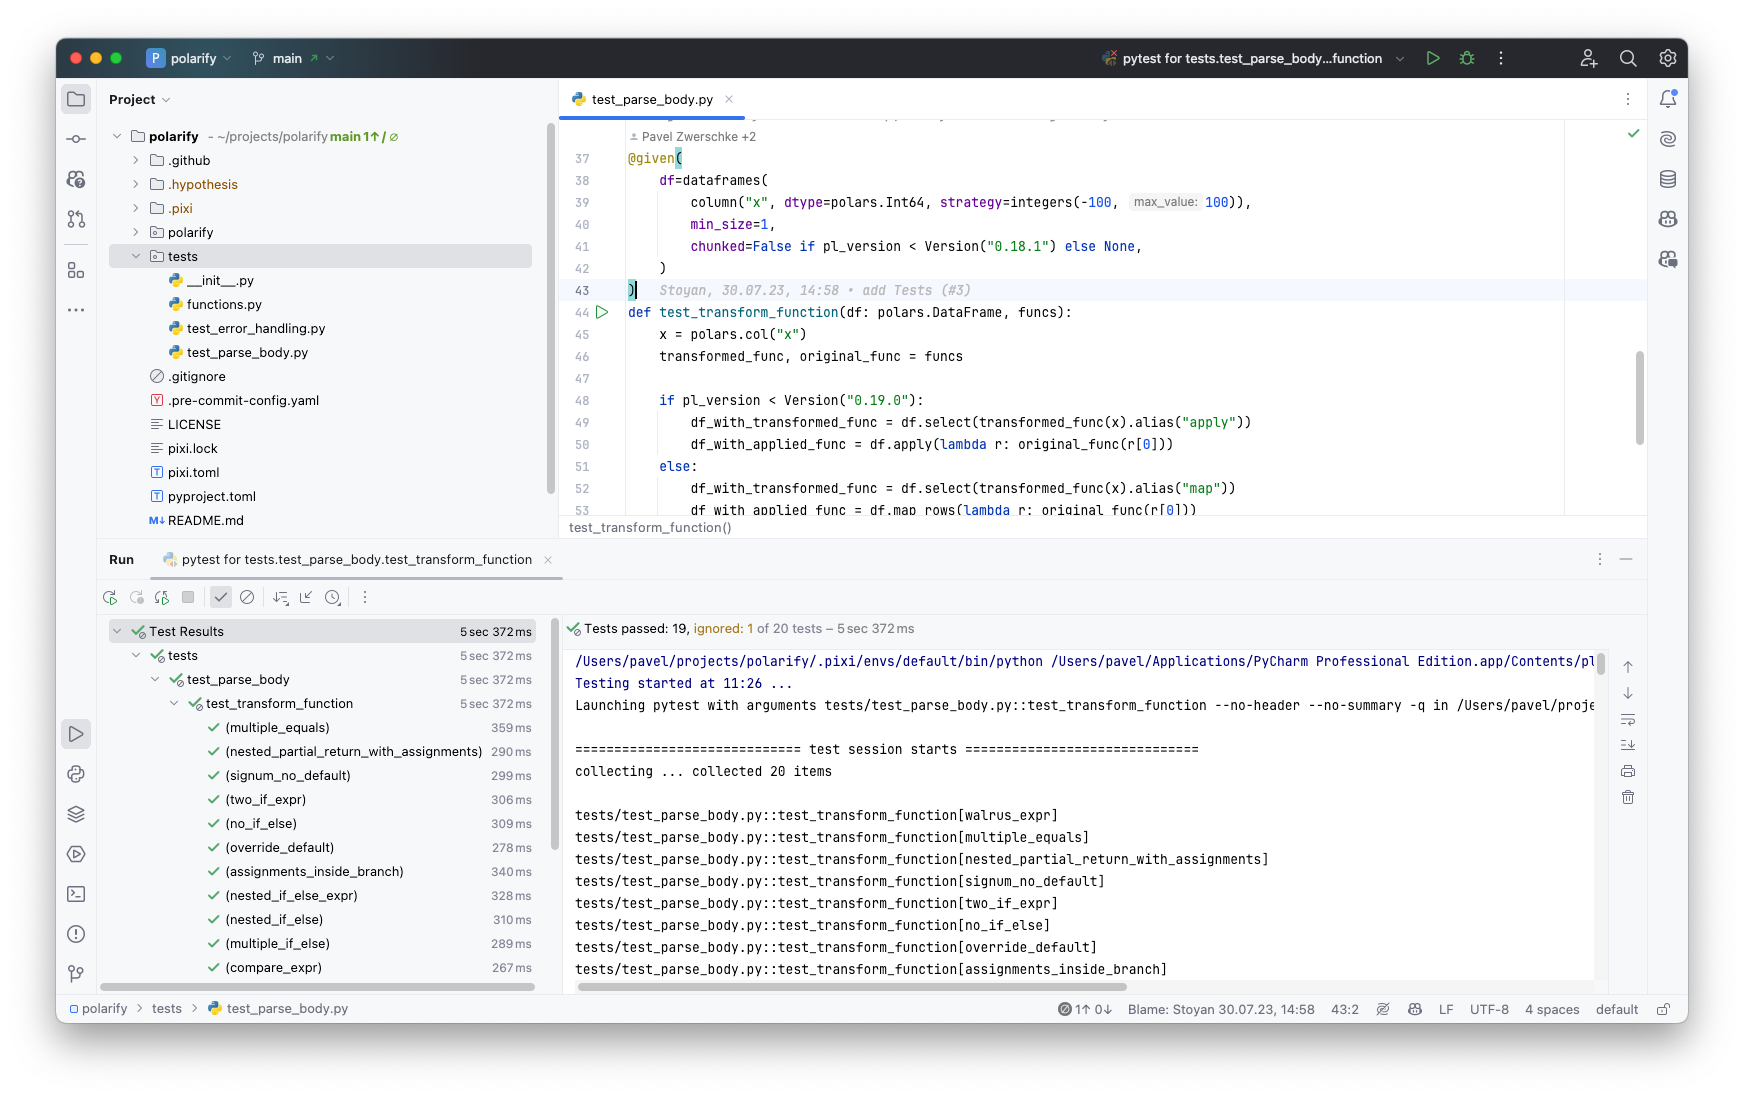 P polarify main
pytest for tests.test_parse_body...function
Project
polarify - ~/projects/polarify main 1↑ / ∅
.github
.hypothesis
.pixi
polarify
tests
__init__.py
functions.py
test_error_handling.py
test_parse_body.py
.gitignore
.pre-commit-config.yaml
LICENSE
pixi.lock
pixi.toml
pyproject.toml
README.md
test_parse_body.py
Pavel Zwerschke +2
37 @given(
38 df=dataframes(
39 column("x", dtype=polars.Int64, strategy=integers(-100, max_value: 100)),
40 min_size=1,
41 chunked=False if pl_version < Version("0.18.1") else None,
42 )
43 ) Stoyan, 30.07.23, 14:58 • add Tests (#3)
44 def test_transform_function(df: polars.DataFrame, funcs):
45 x = polars.col("x")
46 transformed_func, original_func = funcs
47
48 if pl_version < Version("0.19.0"):
49 df_with_transformed_func = df.select(transformed_func(x).alias("apply"))
50 df_with_applied_func = df.apply(lambda r: original_func(r[0]))
51 else:
52 df_with_transformed_func = df.select(transformed_func(x).alias("map"))
53 df_with_applied_func = df.map_rows(lambda r: original_func(r[0]))
test_transform_function()
Run pytest for tests.test_parse_body.test_transform_function
Test Results 5 sec 372 ms
tests 5 sec 372 ms
test_parse_body 5 sec 372 ms
test_transform_function 5 sec 372 ms
(multiple_equals) 359 ms
(nested_partial_return_with_assignments) 290 ms
(signum_no_default) 299 ms
(two_if_expr) 306 ms
(no_if_else) 309 ms
(override_default) 278 ms
(assignments_inside_branch) 340 ms
(nested_if_else_expr) 328 ms
(nested_if_else) 310 ms
(multiple_if_else) 289 ms
(compare_expr) 267 ms
Tests passed: 19, ignored: 1 of 20 tests – 5 sec 372 ms
/Users/pavel/projects/polarify/.pixi/envs/default/bin/python /Users/pavel/Applications/PyCharm Professional Edition.app/Contents/pl
Testing started at 11:26 ...
Launching pytest with arguments tests/test_parse_body.py::test_transform_function --no-header --no-summary -q in /Users/pavel/proje
============================= test session starts ==============================
collecting ... collected 20 items
tests/test_parse_body.py::test_transform_function[walrus_expr]
tests/test_parse_body.py::test_transform_function[multiple_equals]
tests/test_parse_body.py::test_transform_function[nested_partial_return_with_assignments]
tests/test_parse_body.py::test_transform_function[signum_no_default]
tests/test_parse_body.py::test_transform_function[two_if_expr]
tests/test_parse_body.py::test_transform_function[no_if_else]
tests/test_parse_body.py::test_transform_function[override_default]
tests/test_parse_body.py::test_transform_function[assignments_inside_branch]
polarify > tests > test_parse_body.py
1↑ 0↓ Blame: Stoyan 30.07.23, 14:58 43:2 LF UTF-8 4 spaces default